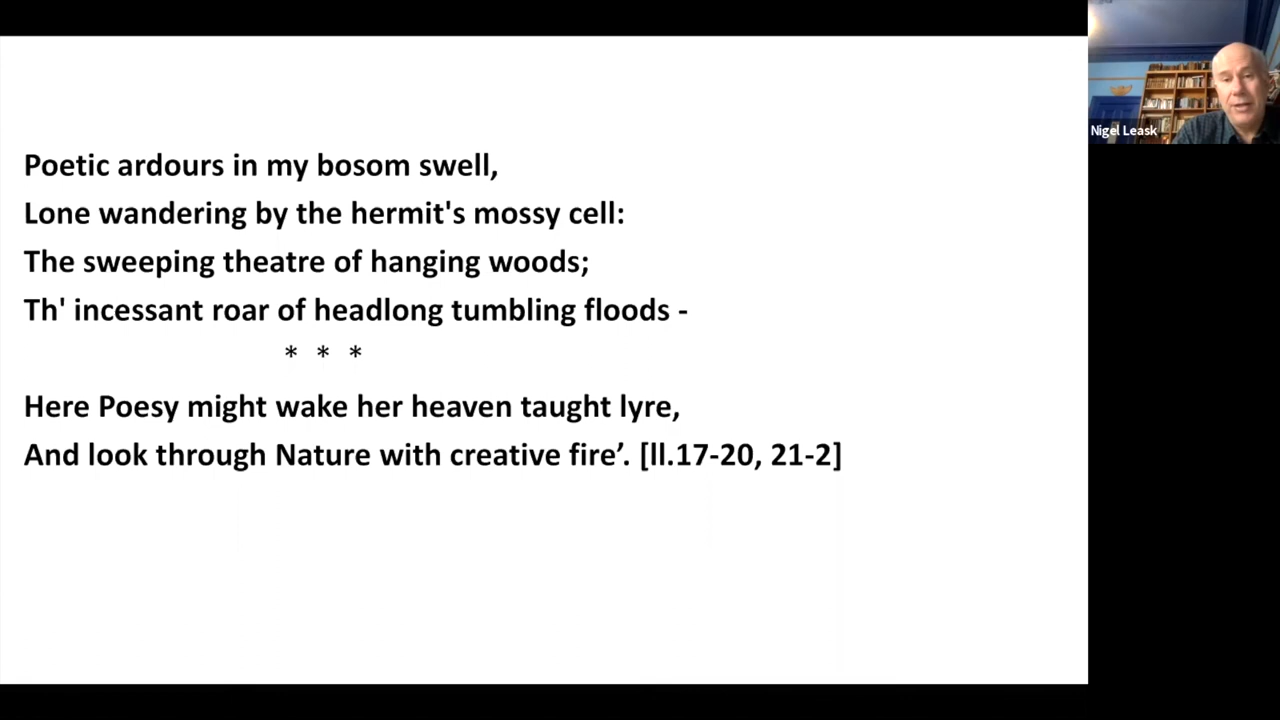 Poetic ardours in my bosom swell,
Lone wandering by the hermit's mossy cell:
The sweeping theatre of hanging woods;
Th' incessant roar of headlong tumbling floods -
* * *
Here Poesy might wake her heaven taught lyre,
And look through Nature with creative fire’. [ll.17-20, 21-2]
Nigel Leask